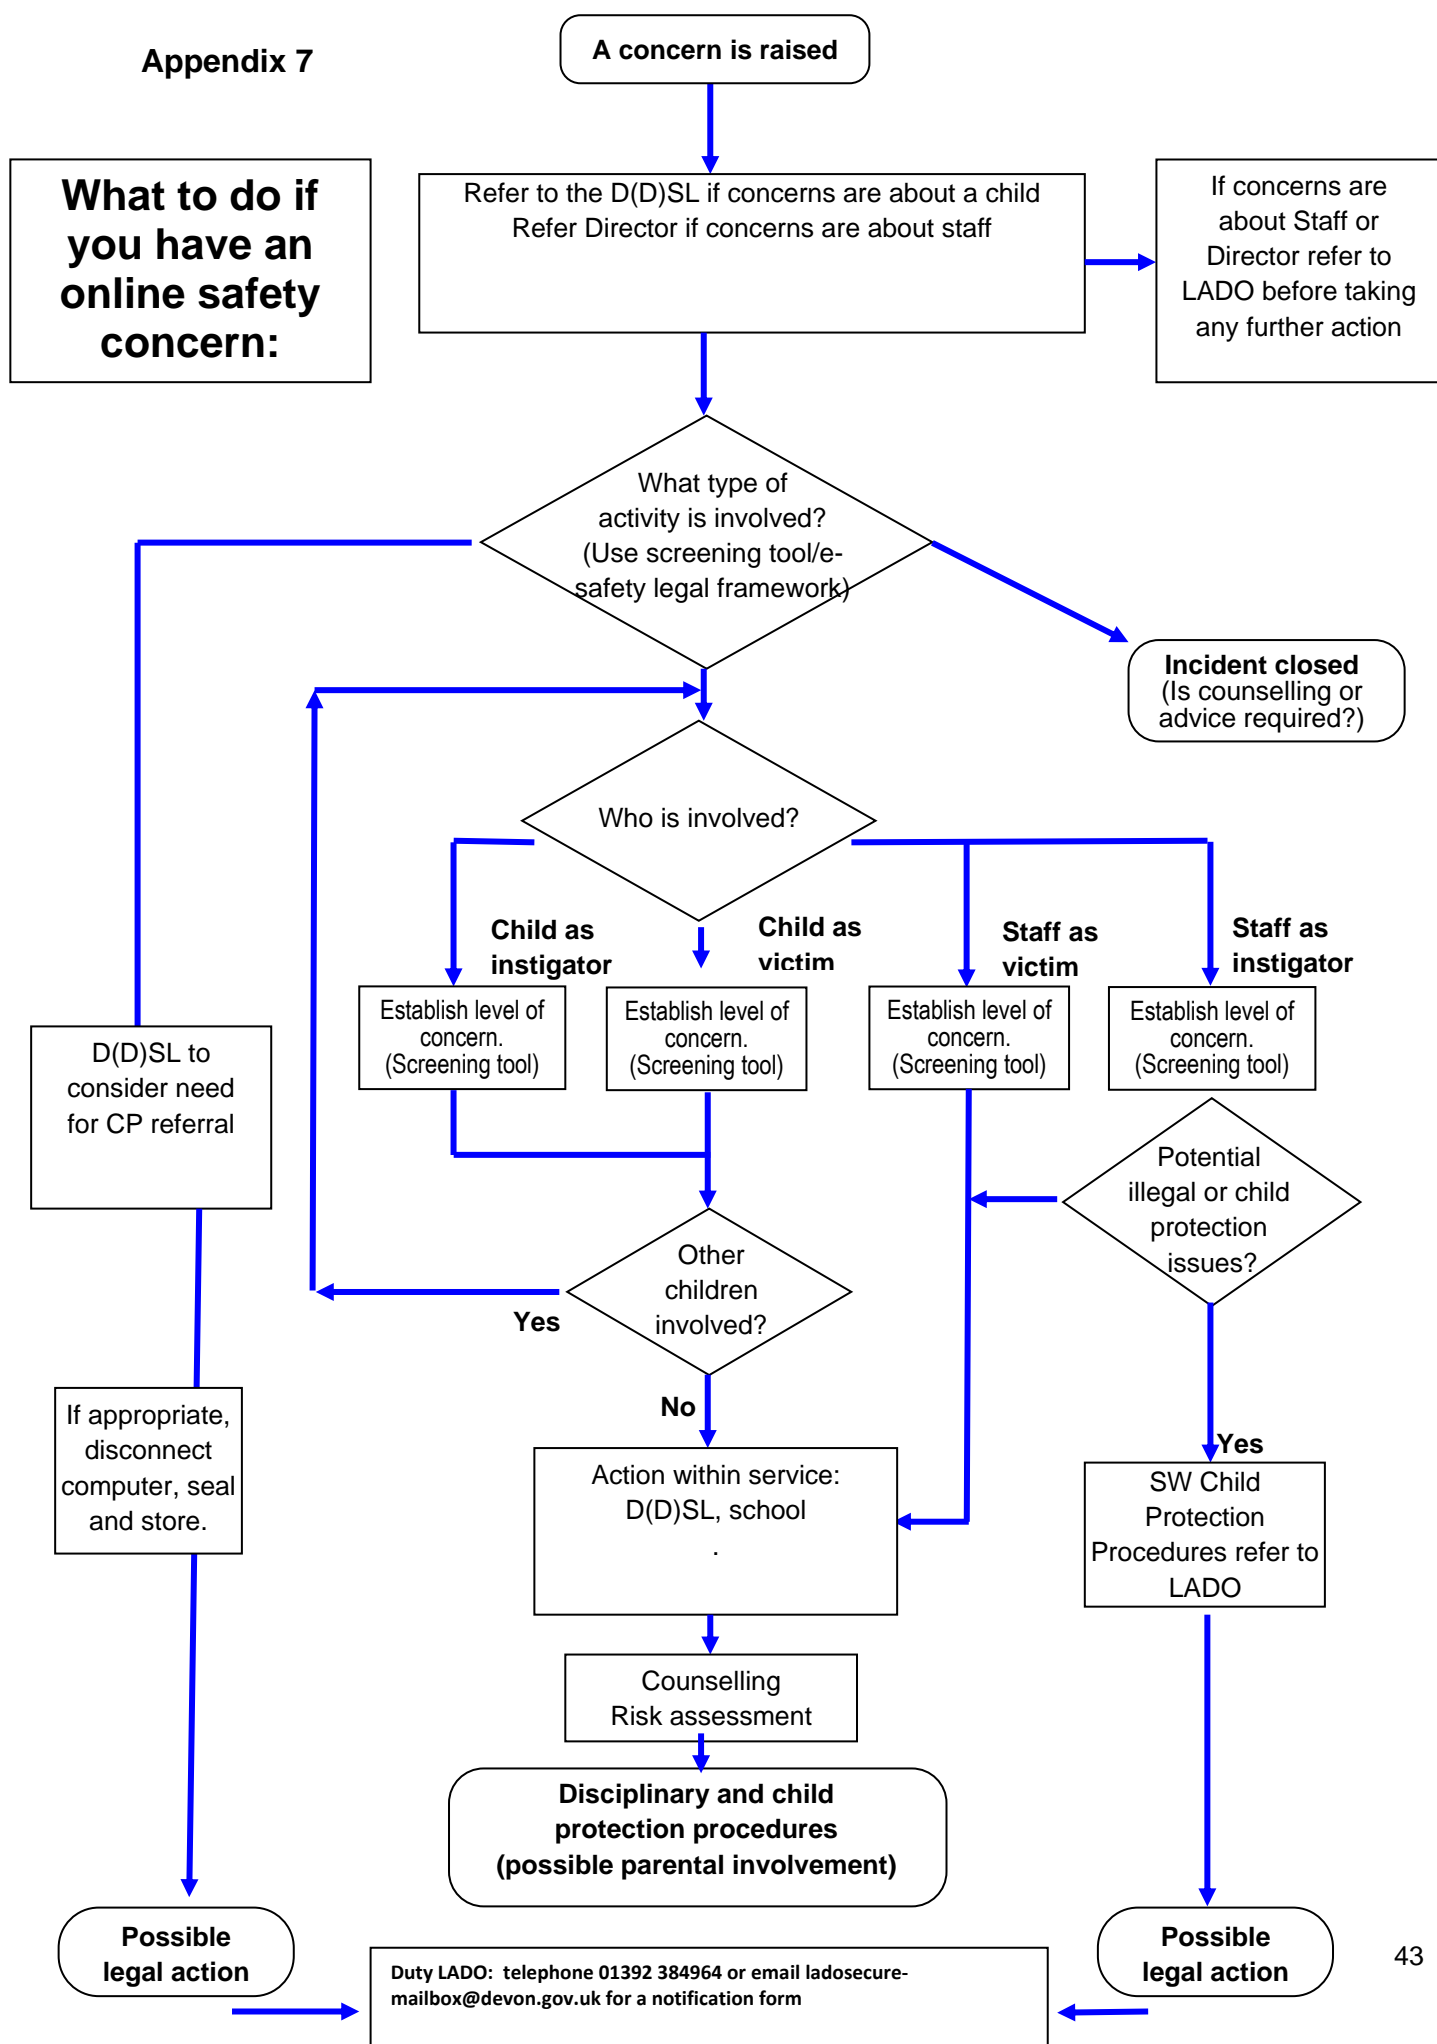 Appendix 7
A concern is raised
What to do if
you have an
online safety
concern:
Refer to the D(D)SL if concerns are about a child
Refer Director if concerns are about staff
If concerns are
about Staff or
Director refer to
LADO before taking
any further action
What type of
activity is involved?
(Use screening tool/e-
safety legal framework)
Incident closed
(Is counselling or
advice required?)
Who is involved?
Child as
instigator
Child as
victim
Staff as
victim
Staff as
instigator
Establish level of
concern.
(Screening tool)
Establish level of
concern.
(Screening tool)
Establish level of
concern.
(Screening tool)
Establish level of
concern.
(Screening tool)
D(D)SL to
consider need
for CP referral
Potential
illegal or child
protection
issues?
Other
children
involved?
Yes
No
Yes
If appropriate,
disconnect
computer, seal
and store.
Action within service:
D(D)SL, school
.
SW Child
Protection
Procedures refer to
LADO
Counselling
Risk assessment
Disciplinary and child
protection procedures
(possible parental involvement)
Possible
legal action
Possible
legal action
43
Duty LADO: telephone 01392 384964 or email ladosecure-
mailbox@devon.gov.uk for a notification form